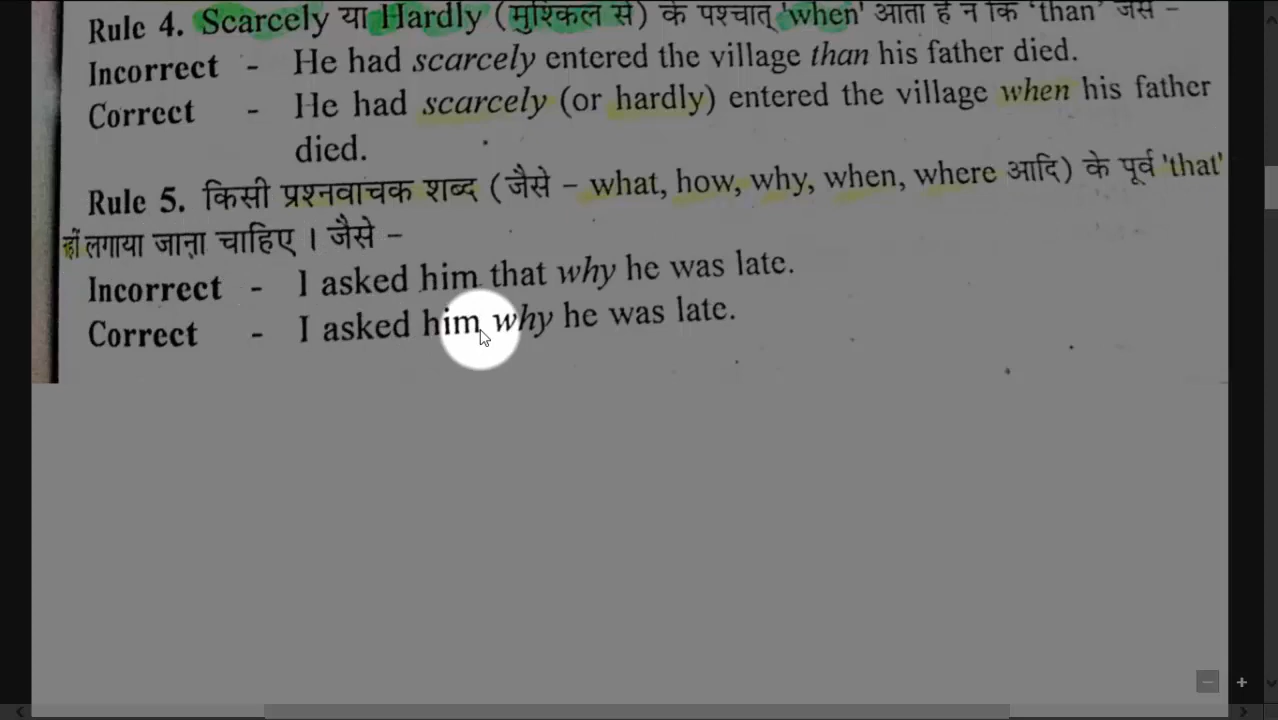 Rule 4. Scarcely या Hardly (मुश्किल से) के पश्चात् 'when' आता है न कि 'than' जैसे –
Incorrect - He had scarcely entered the village than his father died.
Correct - He had scarcely (or hardly) entered the village when his father
died.
Rule 5. किसी प्रश्नवाचक शब्द (जैसे – what, how, why, when, where आदि) के पूर्व 'that'
लगाया जाना चाहिए । जैसे –
Incorrect - I asked him that why he was late.
Correct - I asked him why he was late.